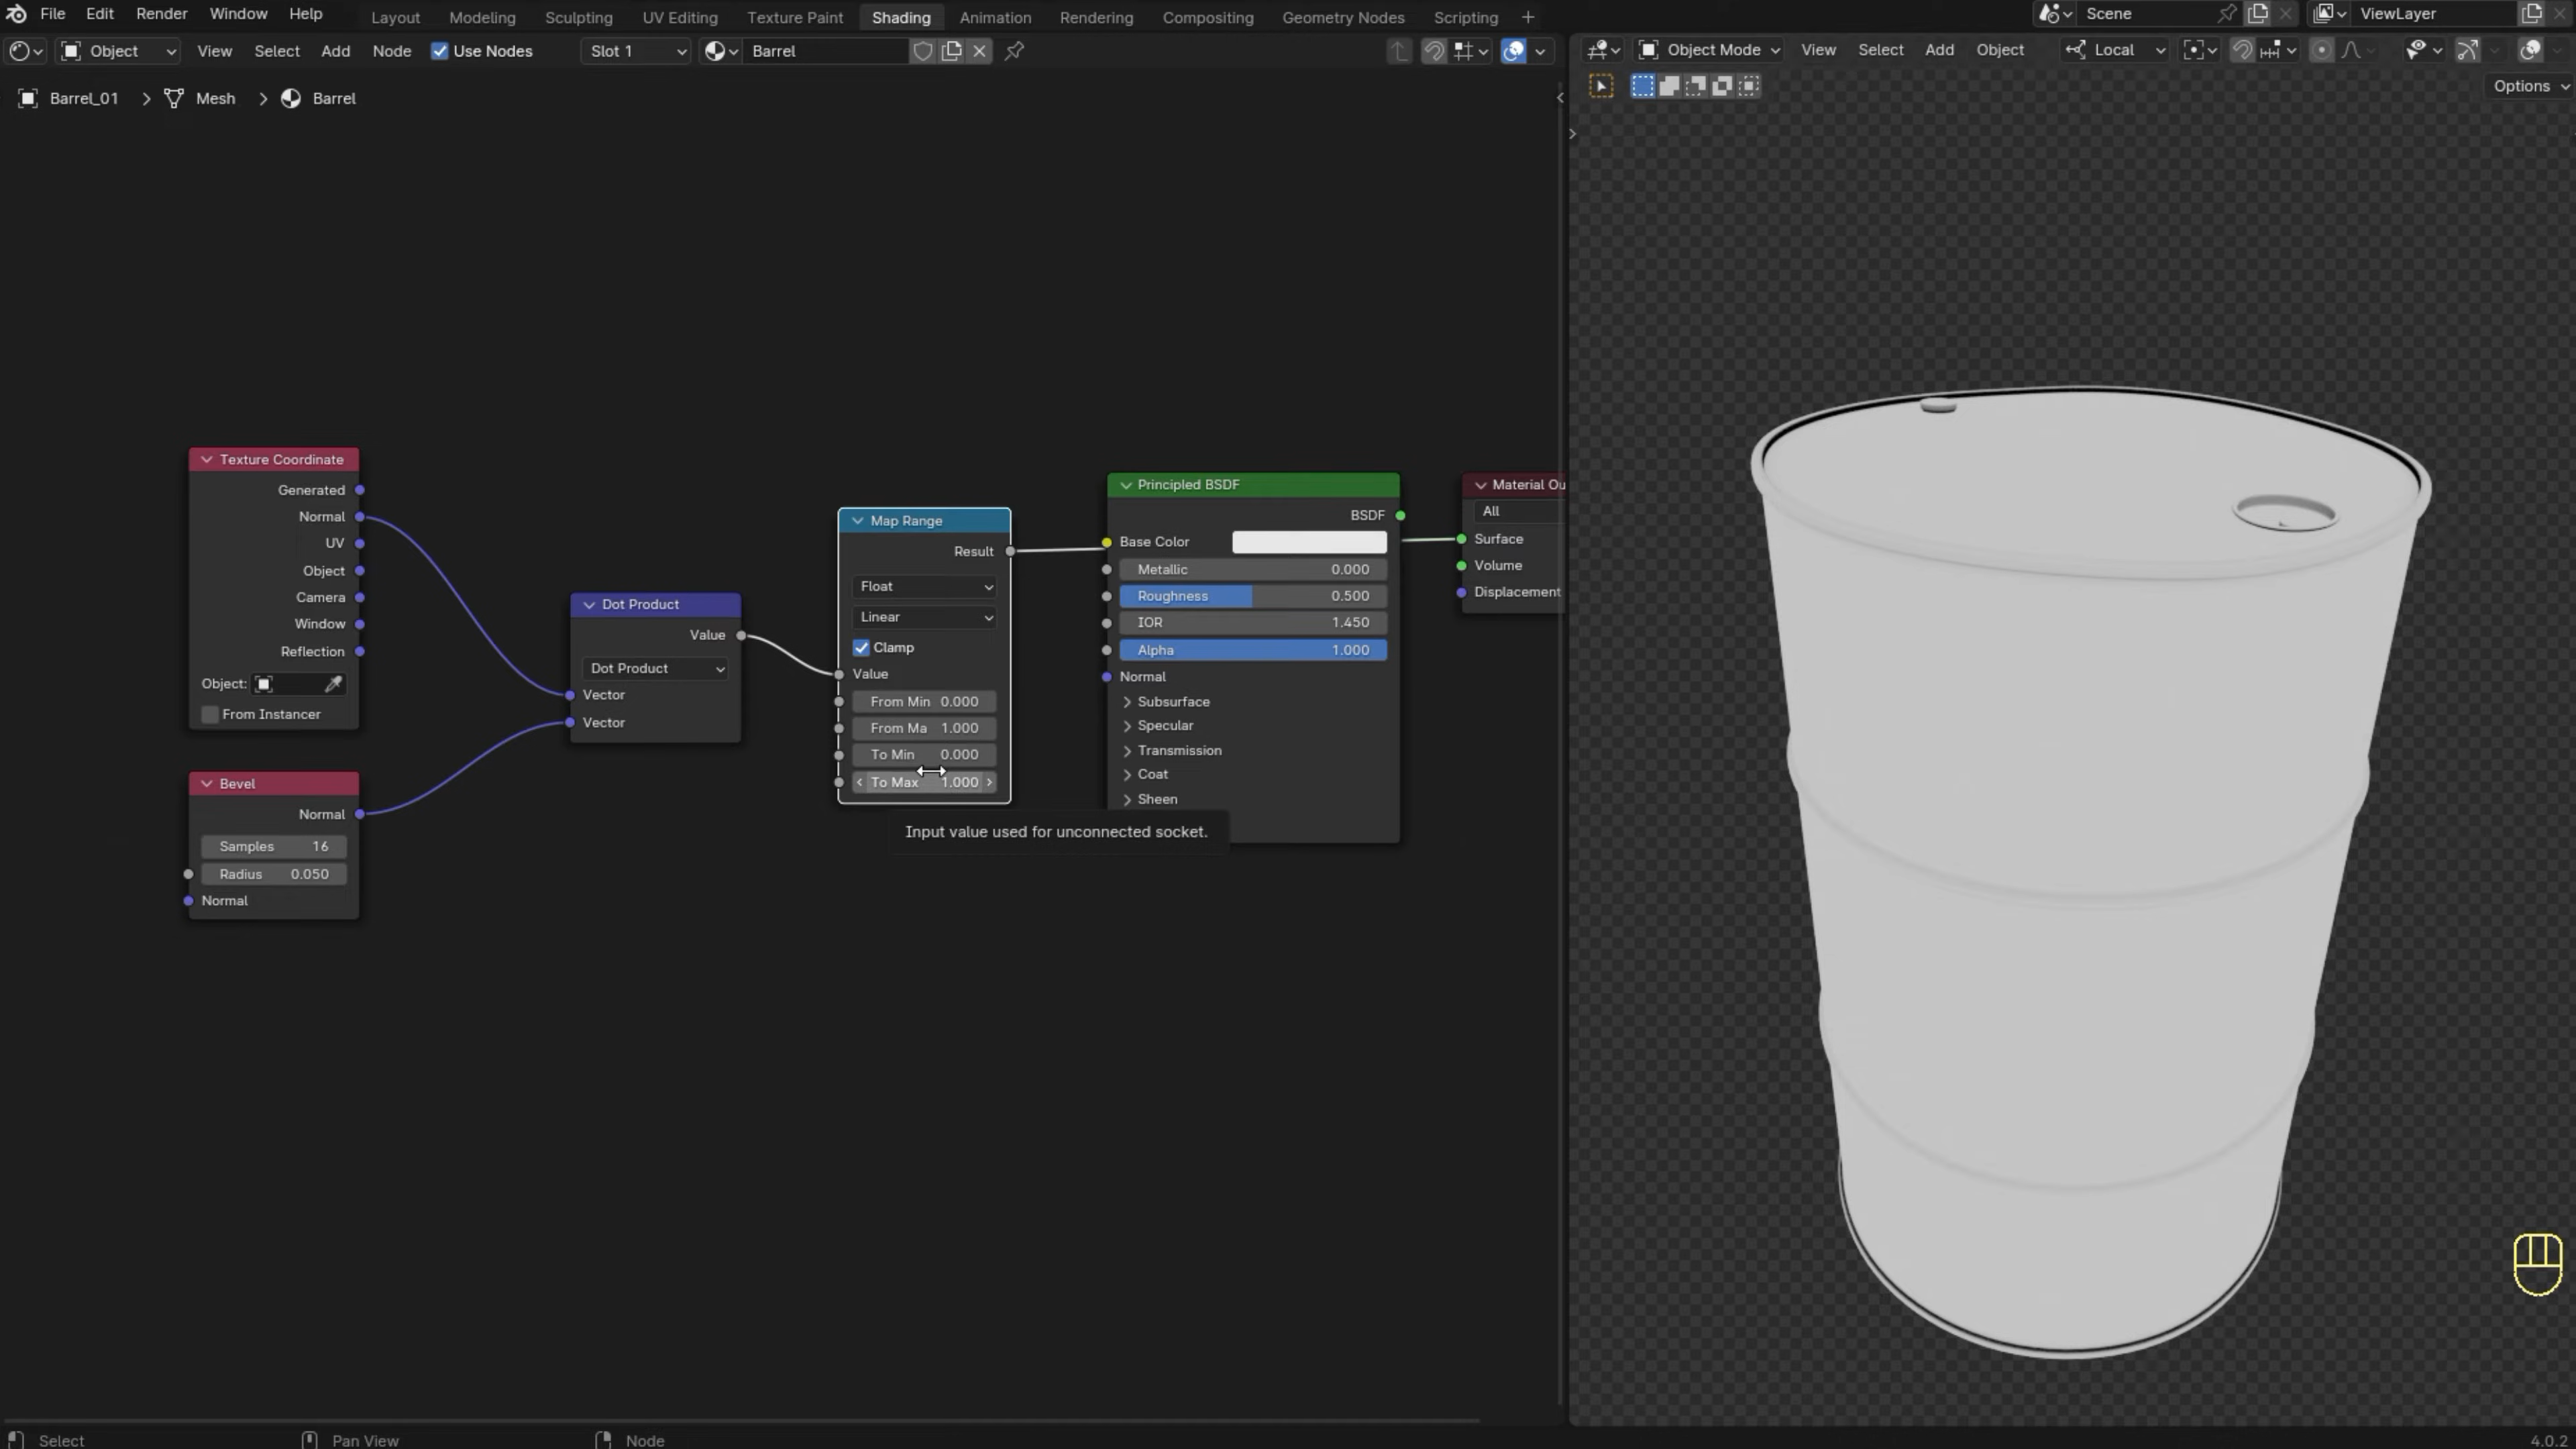 File Edit Render Window Help Layout Modeling Sculpting UV Editing Texture Paint Shading Animation Rendering Compositing Geometry Nodes Scripting + Scene ViewLayer
Object View Select Add Node Use Nodes Slot 1 Barrel Object Mode View Select Add Object Local
Options
Barrel_01 > Mesh > Barrel
Texture Coordinate
Generated
Normal
UV
Object
Camera
Window
Reflection
Object:
From Instancer
Bevel
Normal
Samples 16
Radius 0.050
Normal
Dot Product
Value
Dot Product
Vector
Vector
Map Range
Result
Float
Linear
Clamp
Value
From Min 0.000
From Ma 1.000
To Min 0.000
To Max 1.000
Input value used for unconnected socket.
Principled BSDF
BSDF
Base Color
Metallic 0.000
Roughness 0.500
IOR 1.450
Alpha 1.000
Normal
Subsurface
Specular
Transmission
Coat
Sheen
Material Ou
All
Surface
Volume
Displacement
Select Pan View Node 4.0.2